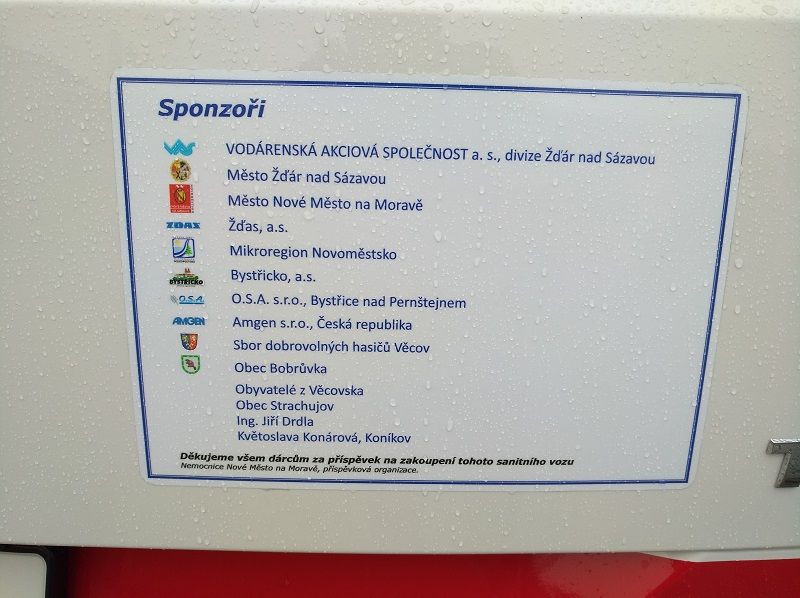 Sponzoři
VODÁRENSKÁ AKCIOVÁ SPOLEČNOST a. s., divize Žďár nad Sázavou
Město Žďár nad Sázavou
Město Nové Město na Moravě
ŽĎAS
Žďas, a.s.
Mikroregion Novoměstsko
BYSTŘICKO
Bystřicko, a.s.
O.S.A.
O.S.A. s.r.o., Bystřice nad Pernštejnem
AMGEN
Amgen s.r.o., Česká republika
Sbor dobrovolných hasičů Věcov
Obec Bobrůvka
Obyvatelé z Věcovska
Obec Strachujov
Ing. Jiří Drdla
Květoslava Konárová, Koníkov
Děkujeme všem dárcům za příspěvek na zakoupení tohoto sanitního vozu
Nemocnice Nové Město na Moravě, příspěvková organizace.